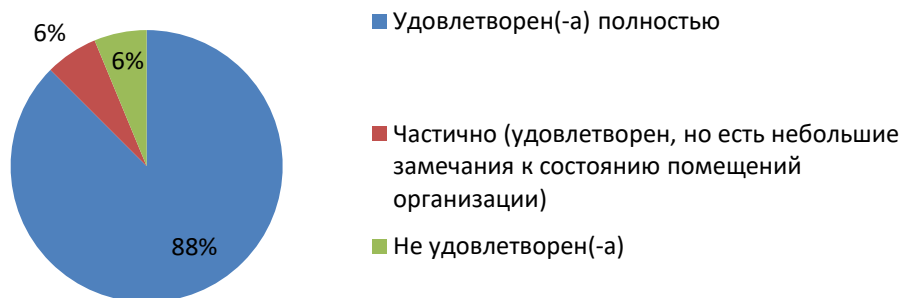 6%
6%
88%
Удовлетворен(-а) полностью
Частично (удовлетворен, но есть небольшие
замечания к состоянию помещений
организации)
Не удовлетворен(-а)